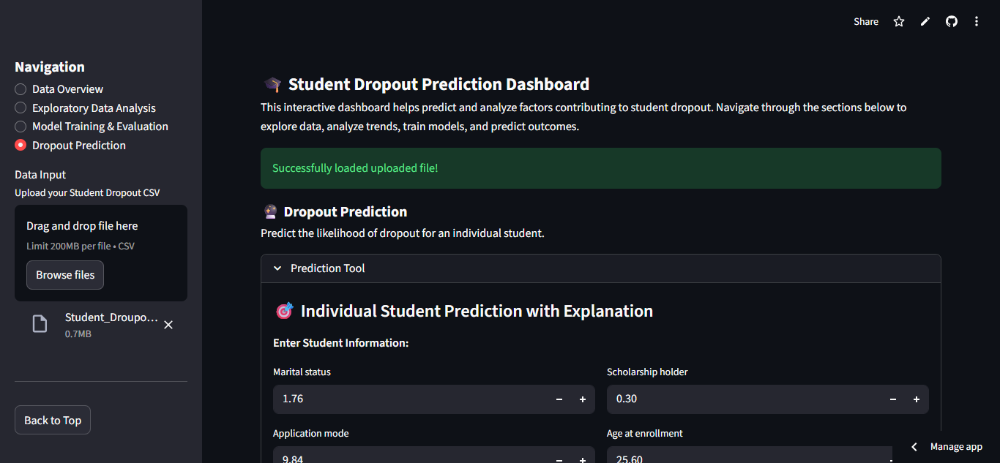 Share
Navigation
Data Overview
Exploratory Data Analysis
Model Training & Evaluation
Dropout Prediction
Data Input
Upload your Student Dropout CSV
Drag and drop file here
Limit 200MB per file • CSV
Browse files
Student_Droupo...
0.7MB
Back to Top
Student Dropout Prediction Dashboard
This interactive dashboard helps predict and analyze factors contributing to student dropout. Navigate through the sections below to
explore data, analyze trends, train models, and predict outcomes.
Successfully loaded uploaded file!
Dropout Prediction
Predict the likelihood of dropout for an individual student.
Prediction Tool
Individual Student Prediction with Explanation
Enter Student Information:
Marital status
1.76
Scholarship holder
0.30
Application mode
9.84
Age at enrollment
25.60
Manage app